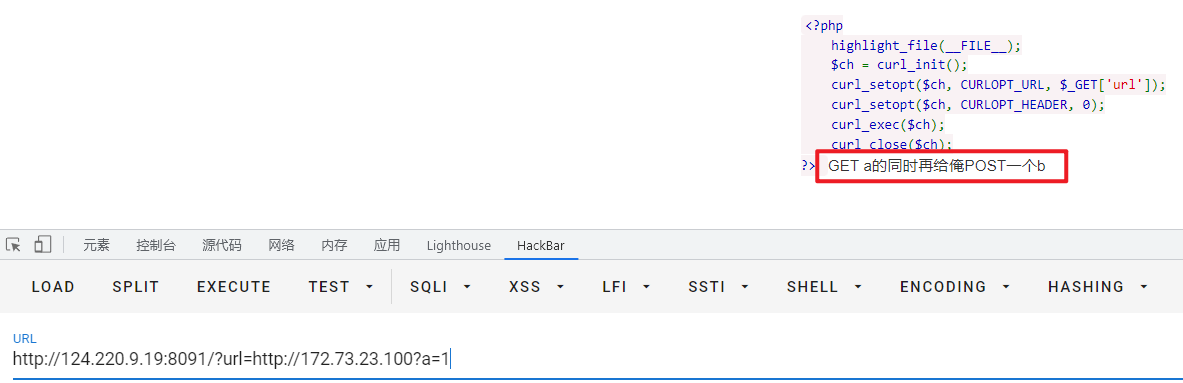 <?php
highlight_file(__FILE__);
$ch = curl_init();
curl_setopt($ch, CURLOPT_URL, $_GET['url']);
curl_setopt($ch, CURLOPT_HEADER, 0);
curl_exec($ch);
curl_close($ch);
?> GET a的同时再给俺POST一个b
元素 控制台 源代码 网络 内存 应用 Lighthouse HackBar
LOAD SPLIT EXECUTE TEST SQLI XSS LFI SSTI SHELL ENCODING HASHING
URL
http://124.220.9.19:8091/?url=http://172.73.23.100?a=1